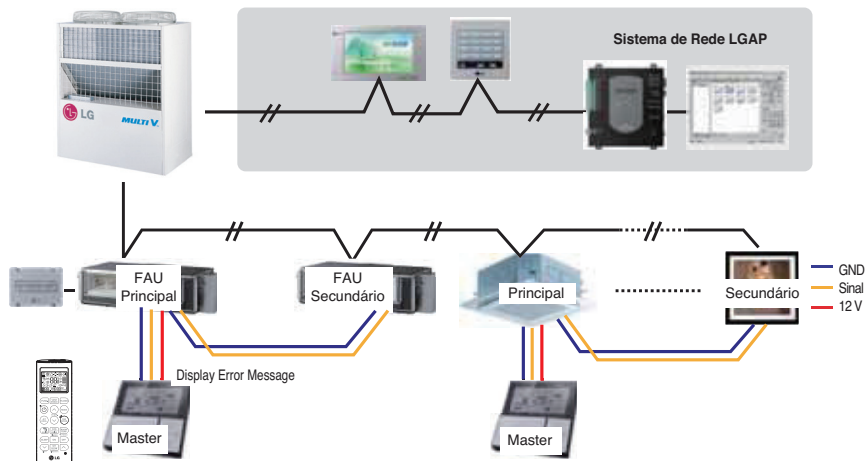 Sistema de Rede LGAP
LG
MULTI V.
FAU
Principal
FAU
Secundário
Principal
Secundário
GND
Sinal
12 V
Display Error Message
Master
Master
LG